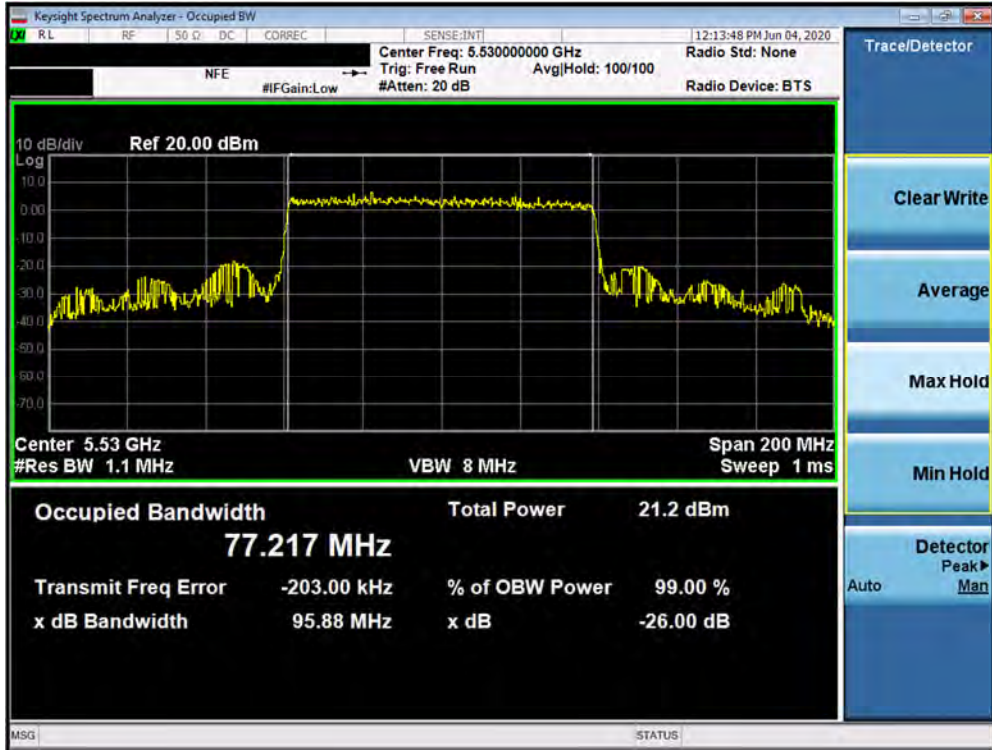 Keysight Spectrum Analyzer - Occupied BW
LXI RL RF 50 Ω DC CORREC SENSE:INT 12:13:48 PM Jun 04, 2020
Center Freq: 5.530000000 GHz Radio Std: None
NFE Trig: Free Run Avg|Hold: 100/100
#IFGain:Low #Atten: 20 dB Radio Device: BTS
10 dB/div Ref 20.00 dBm
Log
10.0
0.00
-10.0
-20.0
-30.0
-40.0
-50.0
-60.0
-70.0
Center 5.53 GHz Span 200 MHz
#Res BW 1.1 MHz VBW 8 MHz Sweep 1 ms
Occupied Bandwidth Total Power 21.2 dBm
77.217 MHz
Transmit Freq Error -203.00 kHz % of OBW Power 99.00 %
x dB Bandwidth 95.88 MHz x dB -26.00 dB
MSG STATUS
Trace/Detector
Clear Write
Average
Max Hold
Min Hold
Detector
Peak▶
Auto Man